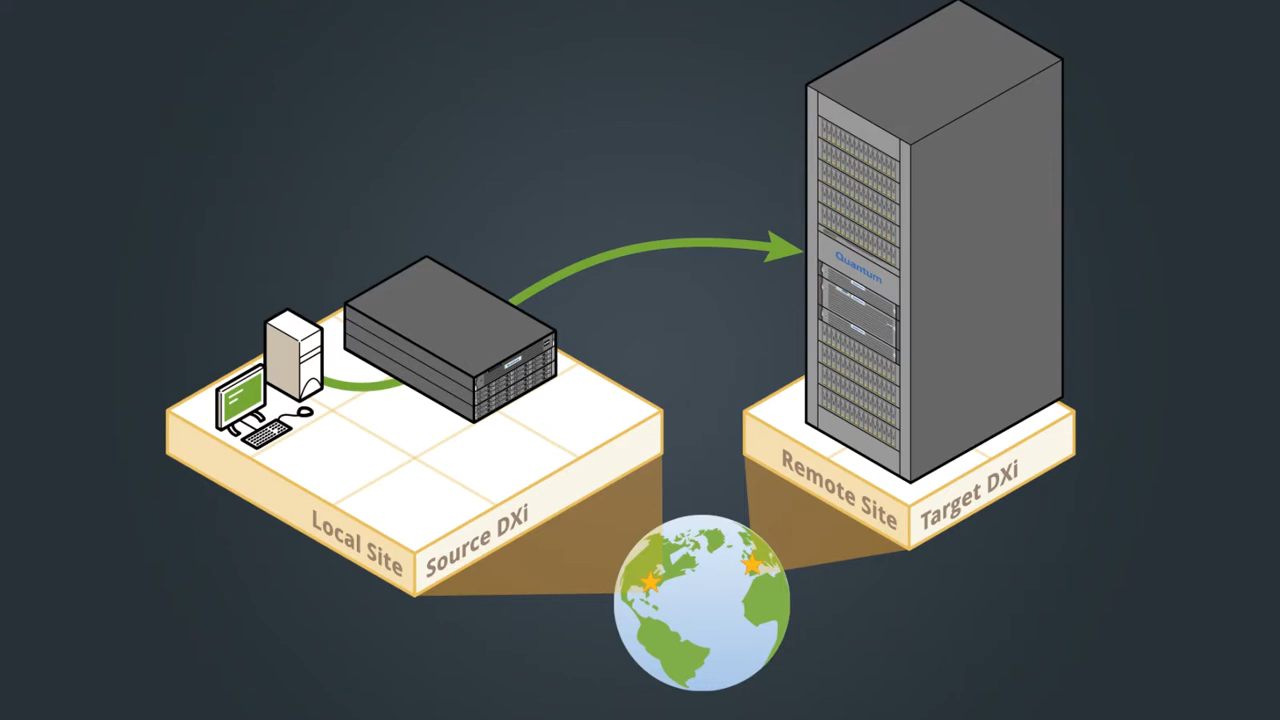 Quantum
Local Site
Source DXi
Remote Site
Target DXi